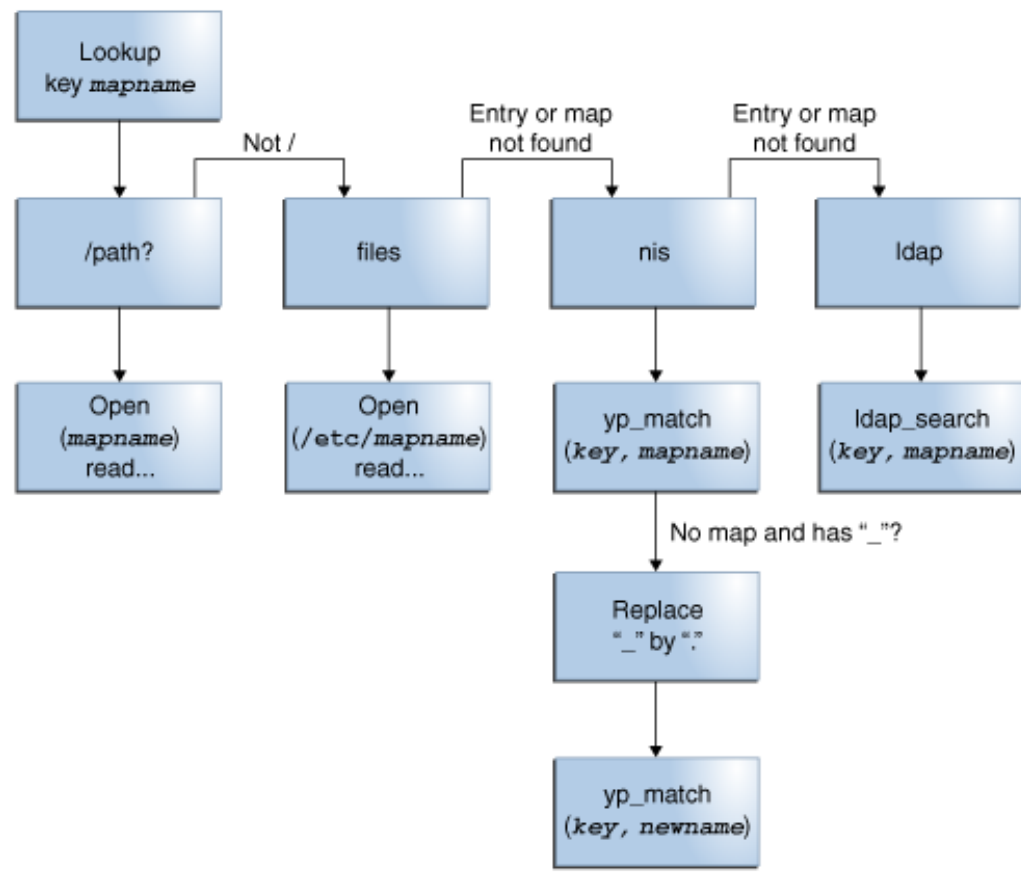 Lookup
key mapname
Not /
Entry or map
not found
Entry or map
not found
/path?
files
nis
ldap
Open
(mapname)
read...
Open
(/etc/mapname)
read...
yp_match
(key, mapname)
ldap_search
(key, mapname)
No map and has “_”?
Replace
“_” by “.”
yp_match
(key, newname)